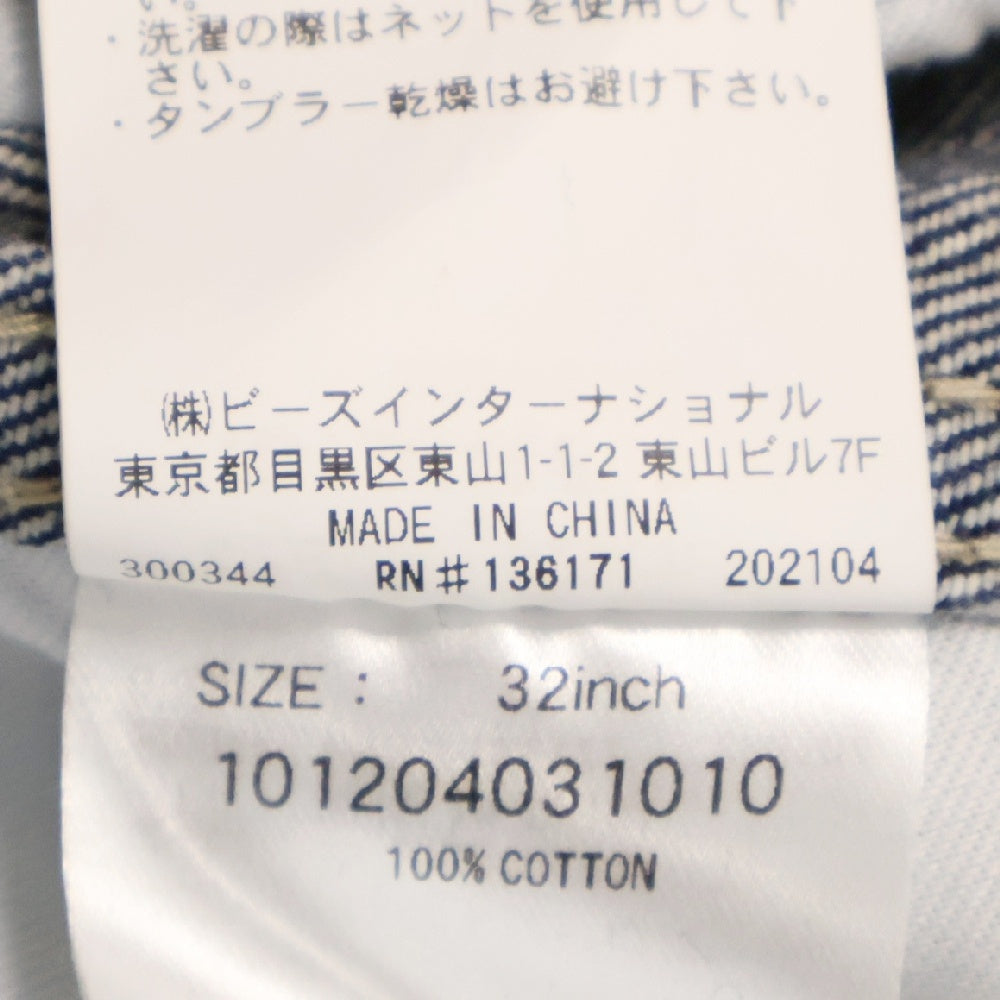 い。
・洗濯の際はネットを使用して下
さい。
・タンブラー乾燥はお避け下さい。
(株)ビーズインターナショナル
東京都目黒区東山1-1-2 東山ビル7F
MADE IN CHINA
300344 RN#136171 202104
SIZE : 32inch
101204031010
100% COTTON